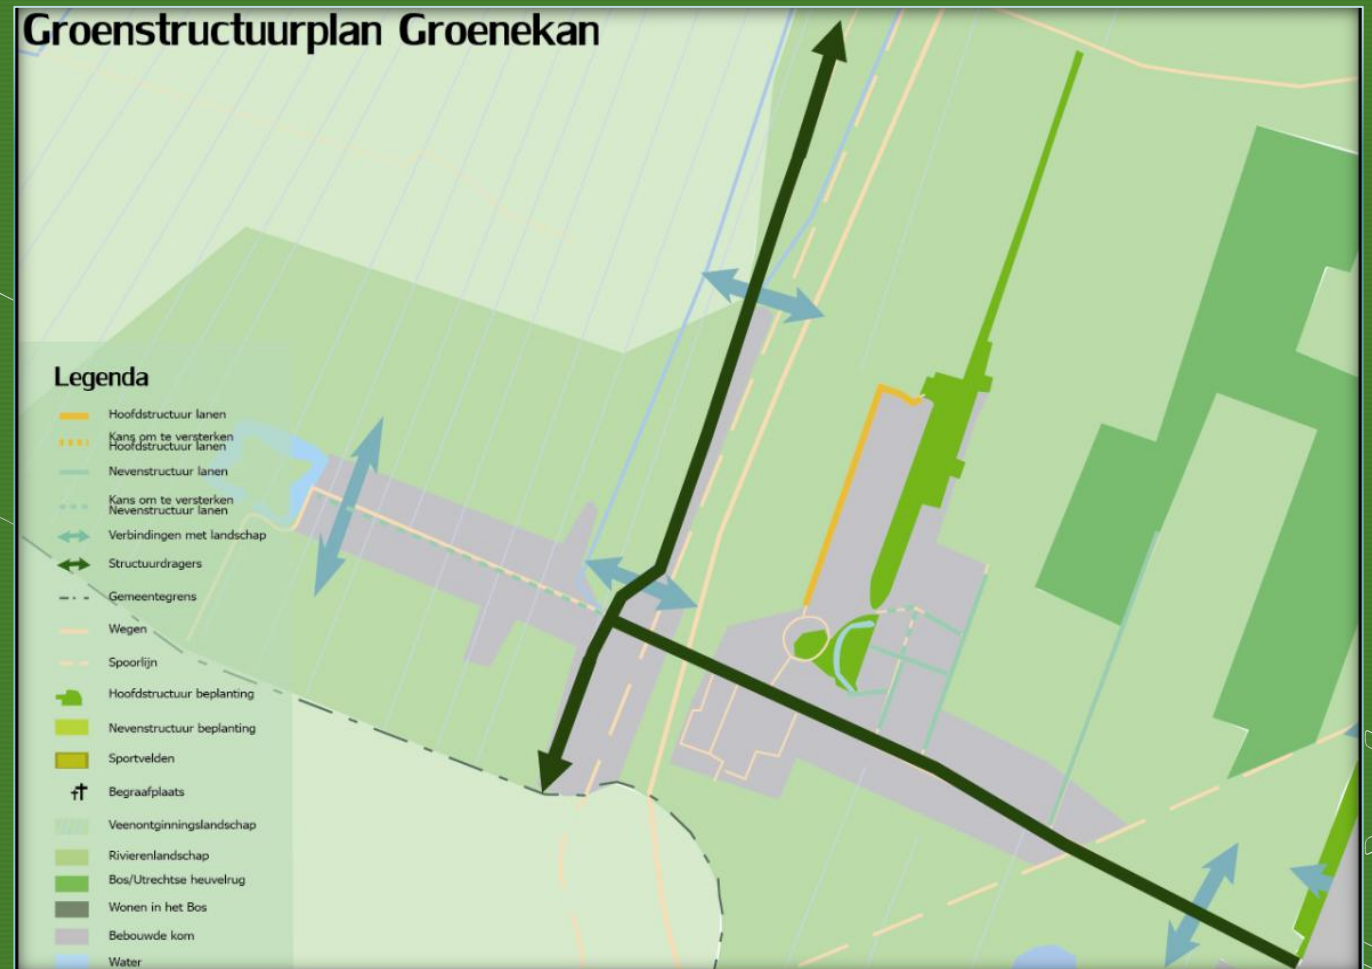 Groenstructuurplan Groenekan
Legenda
Hoofdstructuur lanen
Kans om te versterken
Hoofdstructuur lanen
Nevenstructuur lanen
Kans om te versterken
Nevenstructuur lanen
Verbindingen met landschap
Structuurdragers
Gemeentegrens
Wegen
Spoorlijn
Hoofdstructuur beplanting
Nevenstructuur beplanting
Sportvelden
Begraafplaats
Veenontginningslandschap
Rivierenlandschap
Bos/Utrechtse heuvelrug
Wonen in het Bos
Bebouwde kom
Water